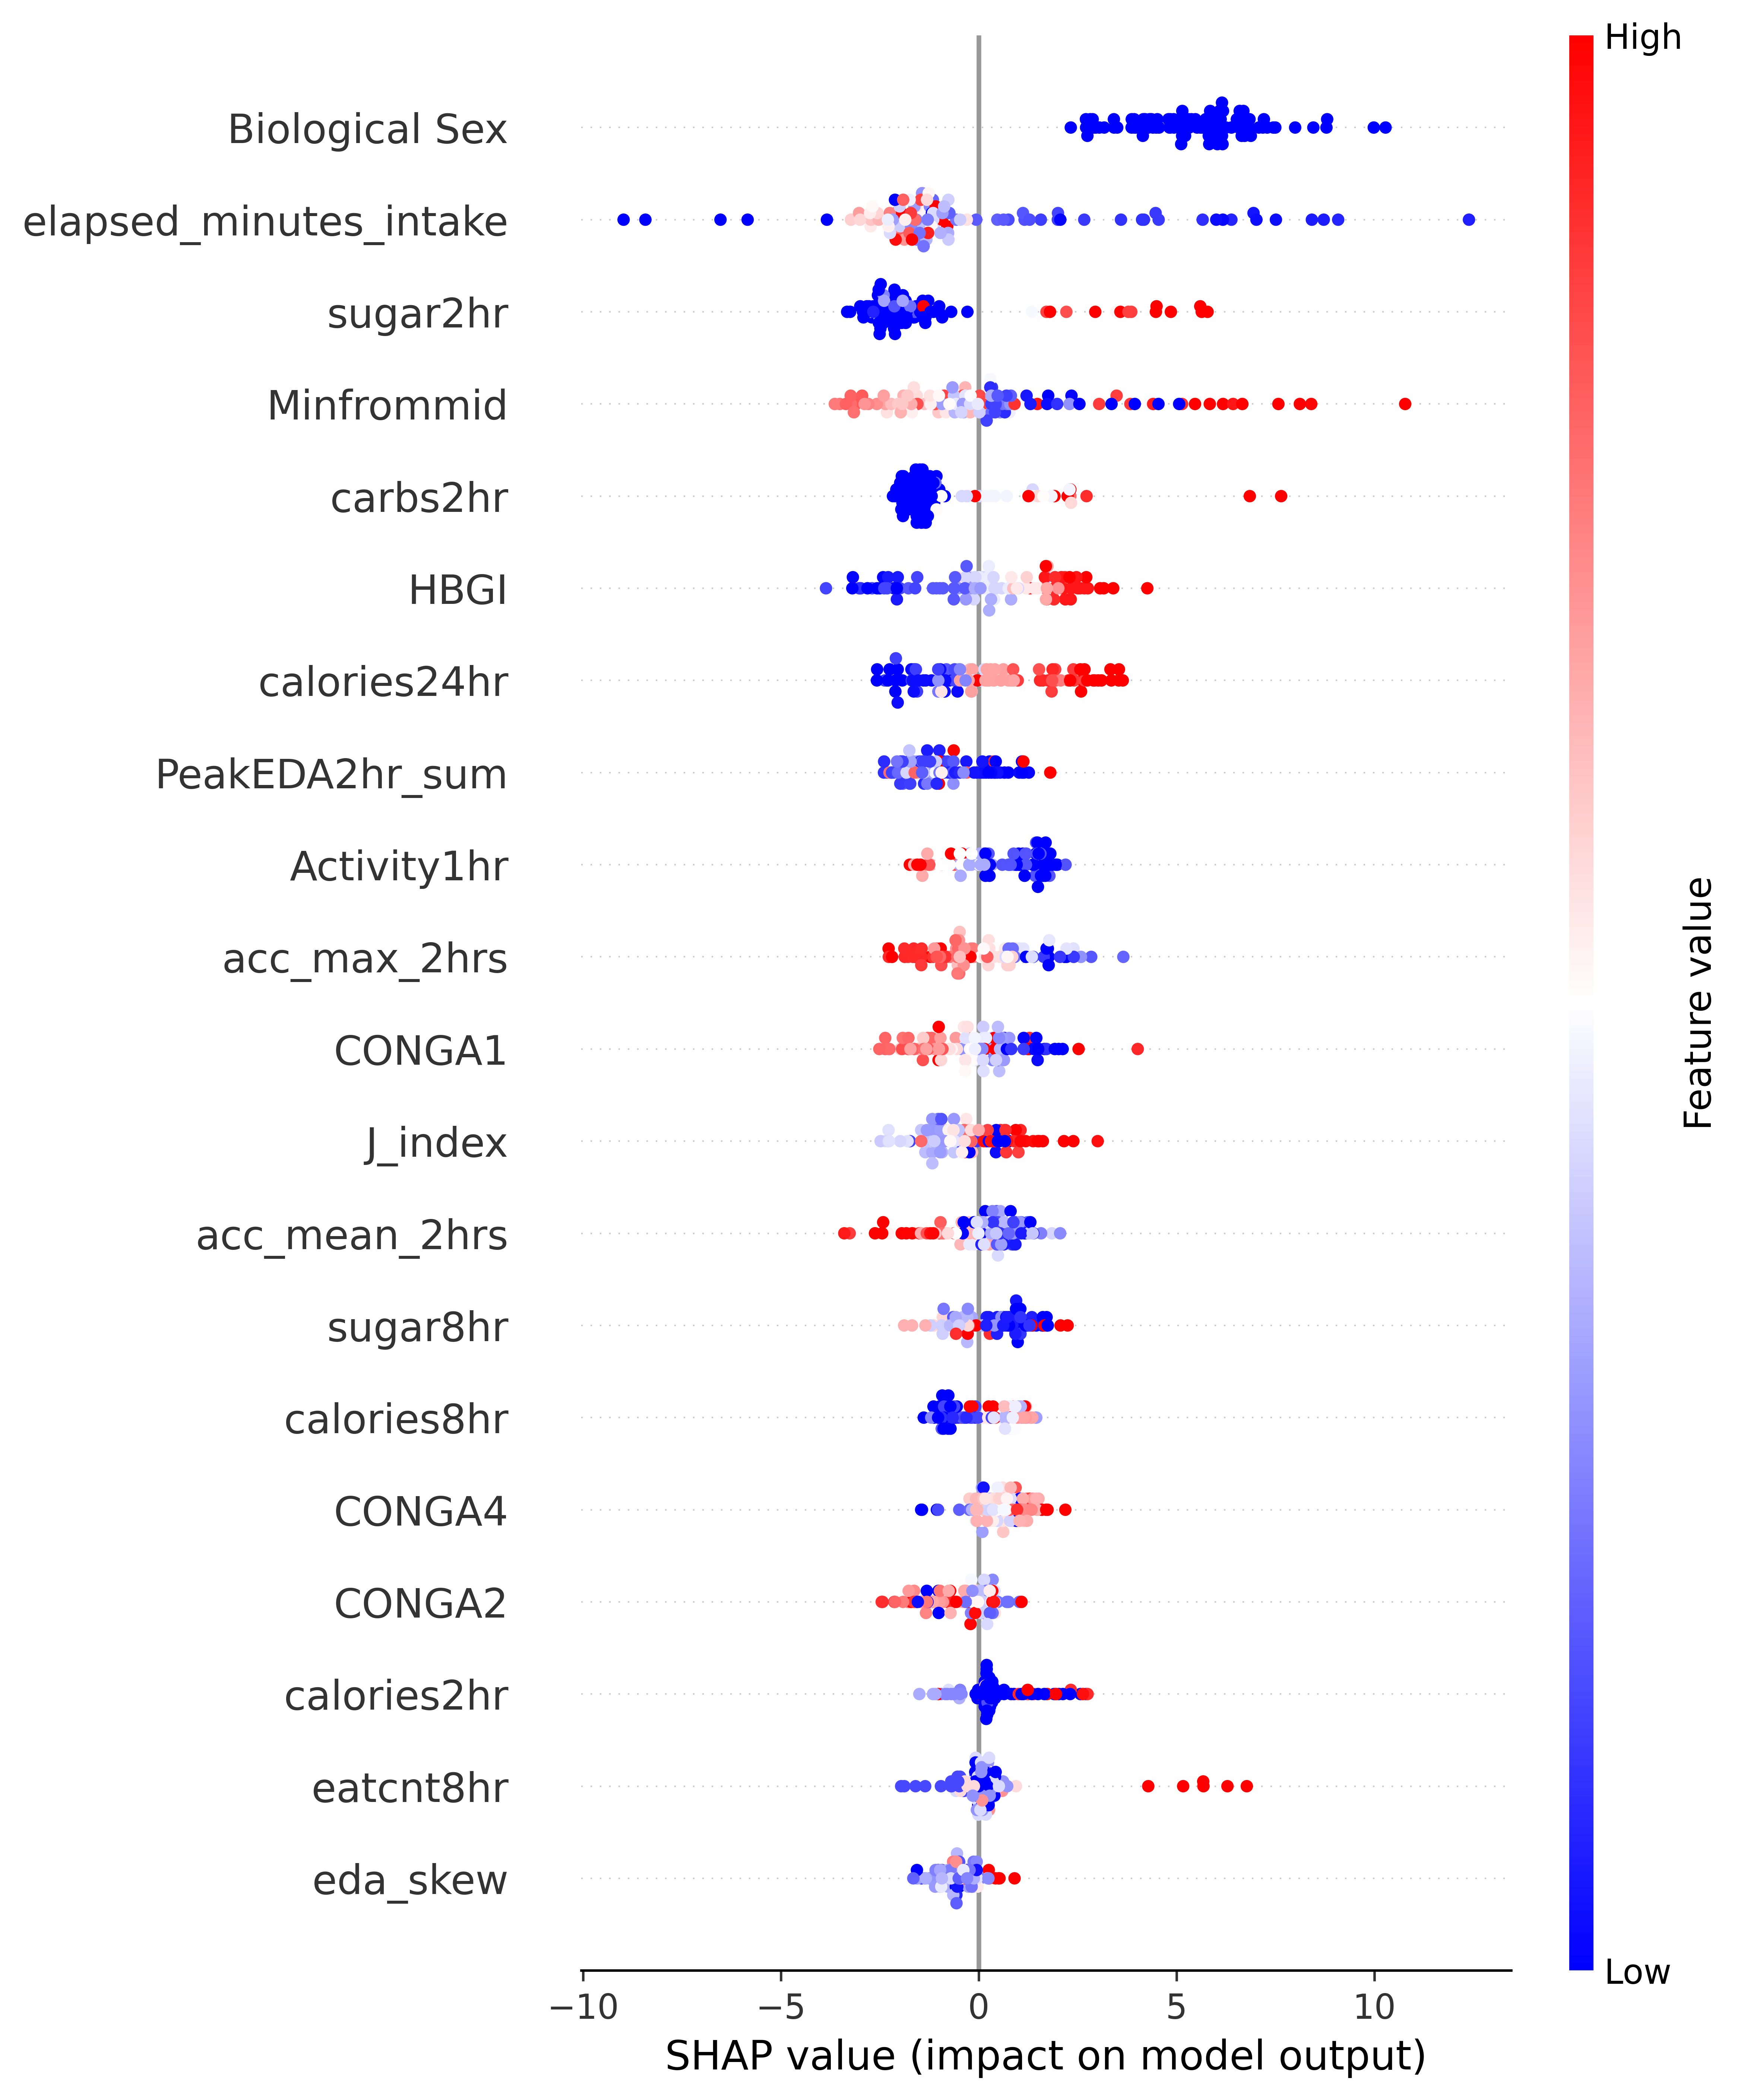 High
Biological Sex
elapsed_minutes_intake
sugar2hr
Minfrommid
carbs2hr
HBGI
calories24hr
PeakEDA2hr_sum
Activity1hr
acc_max_2hrs
CONGA1
J_index
acc_mean_2hrs
sugar8hr
calories8hr
CONGA4
CONGA2
calories2hr
eatcnt8hr
eda_skew
Feature value
Low
−10 −5 0 5 10
SHAP value (impact on model output)